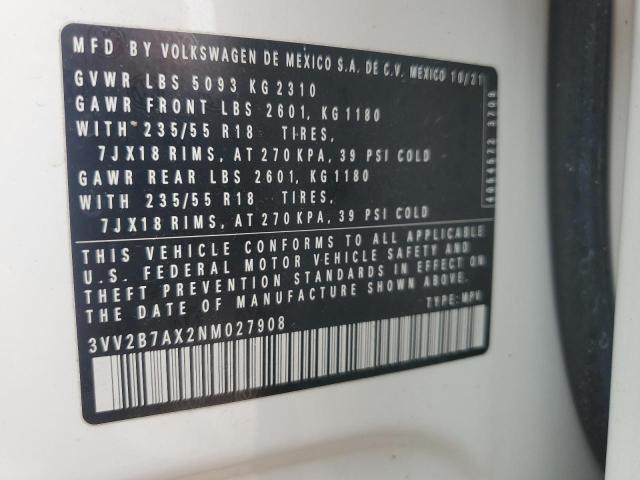 MFD BY VOLKSWAGEN DE MEXICO S.A. DE C.V. MEXICO 10/21
GVWR LBS 5093 KG 2310
GAWR FRONT LBS 2601, KG 1180
WITH 235/55 R18 TIRES,
7JX18 RIMS, AT 270 KPA, 39 PSI COLD
GAWR REAR LBS 2601, KG 1180
WITH 235/55 R18 TIRES,
7JX18 RIMS, AT 270 KPA, 39 PSI COLD
THIS VEHICLE CONFORMS TO ALL APPLICABLE
U.S. FEDERAL MOTOR VEHICLE SAFETY AND
THEFT PREVENTION STANDARDS IN EFFECT ON
THE DATE OF MANUFACTURE SHOWN ABOVE.
TYPE: MPV
3VV2B7AX2NM027908